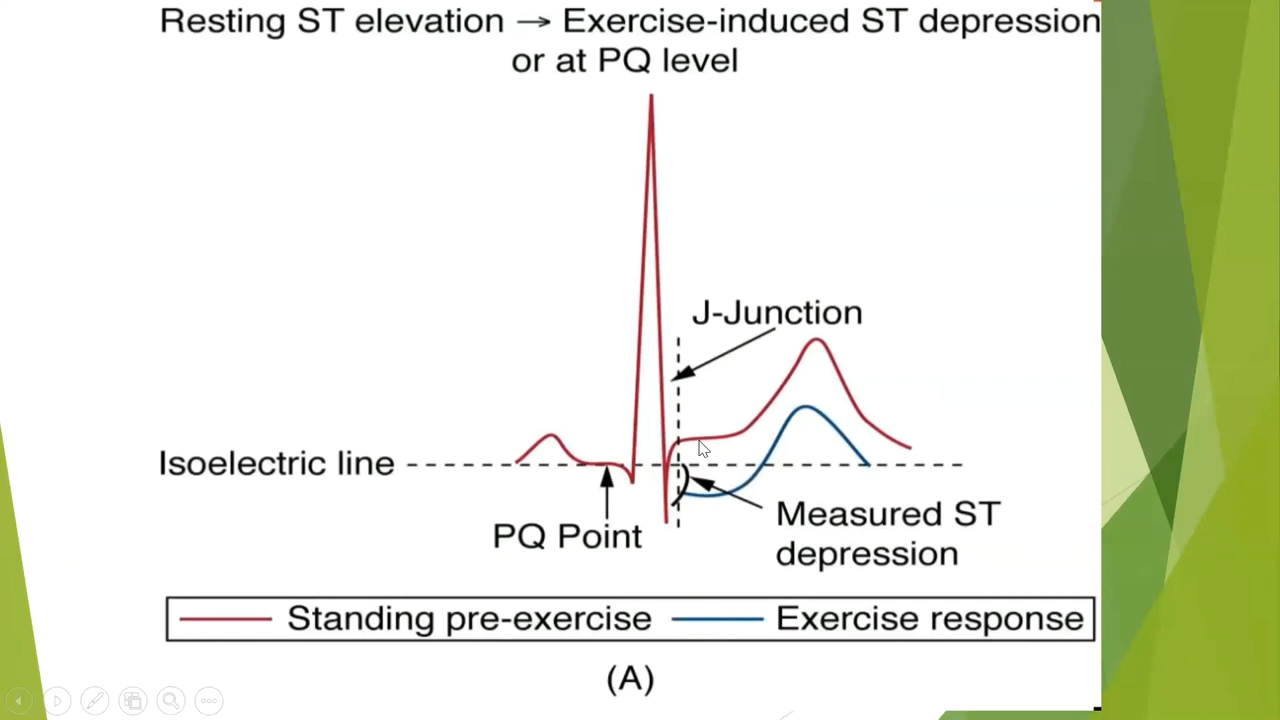 Resting ST elevation → Exercise-induced ST depression
or at PQ level
J-Junction
Isoelectric line
PQ Point
Measured ST
depression
Standing pre-exercise
Exercise response
(A)